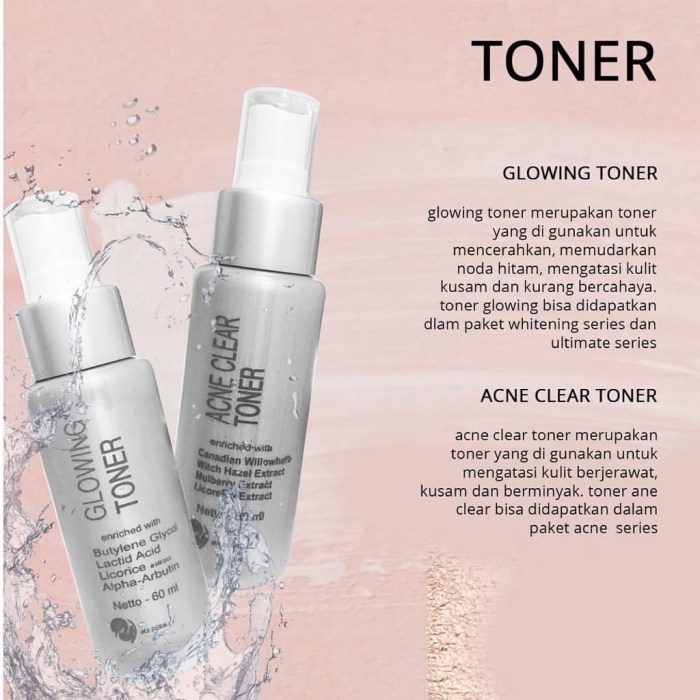 TONER
GLOWING TONER
glowing toner merupakan toner
yang di gunakan untuk
mencerahkan, memudarkan
noda hitam, mengatasi kulit
kusam dan kurang bercahaya.
toner glowing bisa didapatkan
dlam paket whitening series dan
ultimate series
ACNE CLEAR TONER
acne clear toner merupakan
toner yang di gunakan untuk
mengatasi kulit berjerawat,
kusam dan berminyak. toner ane
clear bisa didapatkan dalam
paket acne series
GLOWING
TONER
enriched with
Butylene Glycol
Lactid Acid
Licorice extract
Alpha-Arbutin
Netto - 60 ml
ACNE CLEAR
TONER
enriched with
Canadian Willowherb
Witch Hazel Extract
Mulberry Extract
Licorice Extract
Netto ml